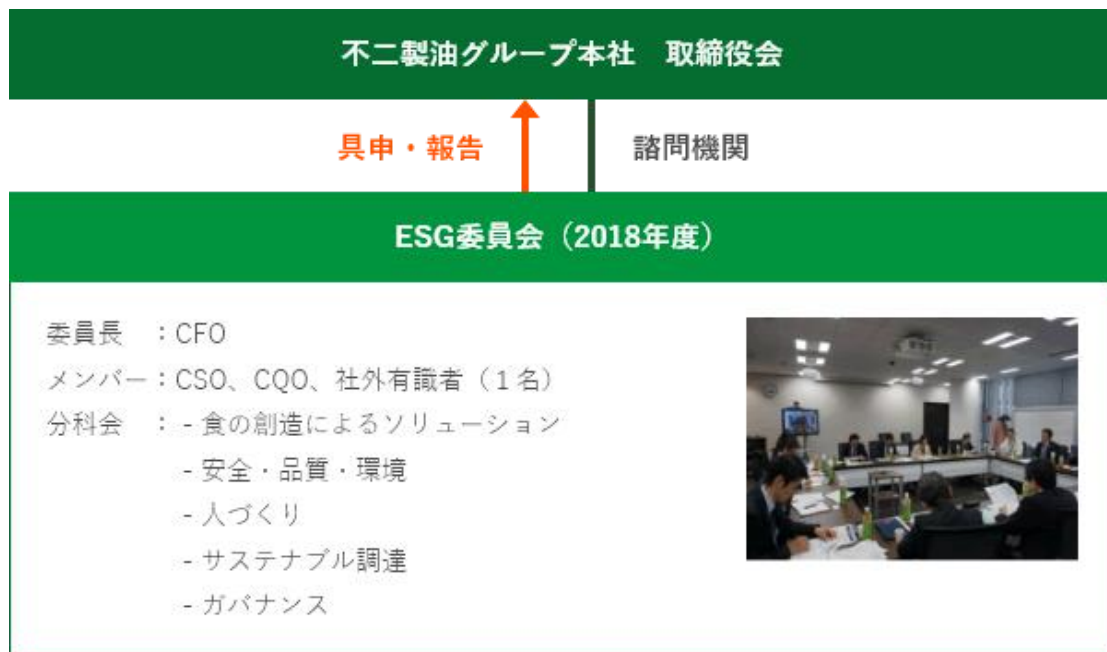 不二製油グループ本社　取締役会
具申・報告
諮問機関
ESG委員会（2018年度）
委員長　：CFO
メンバー：CSO、CQO、社外有識者（１名）
分科会　：- 食の創造によるソリューション
- 安全・品質・環境
- 人づくり
- サステナブル調達
- ガバナンス